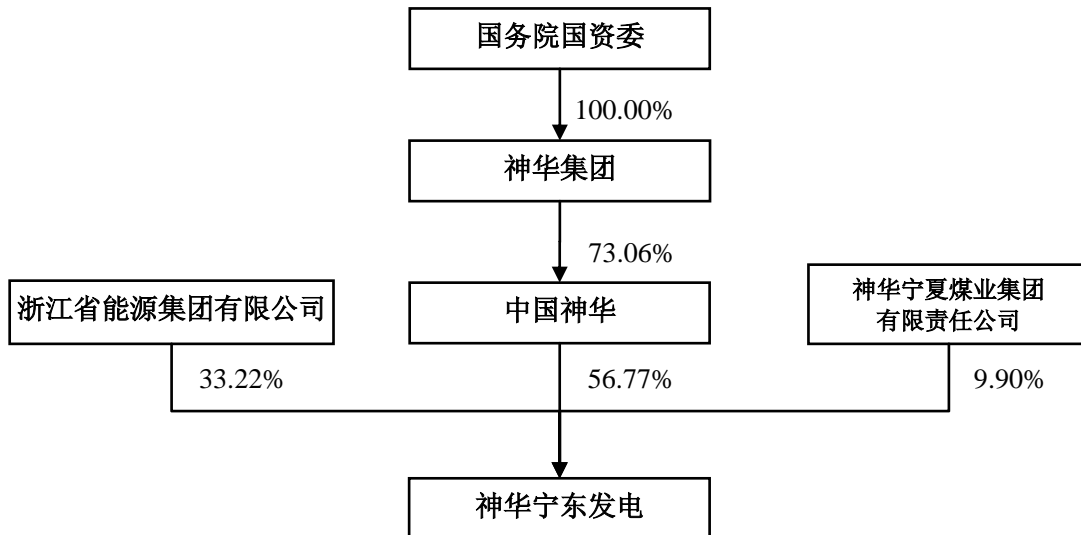 国务院国资委
100.00%
神华集团
73.06%
浙江省能源集团有限公司
中国神华
神华宁夏煤业集团
有限责任公司
33.22%
56.77%
9.90%
神华宁东发电